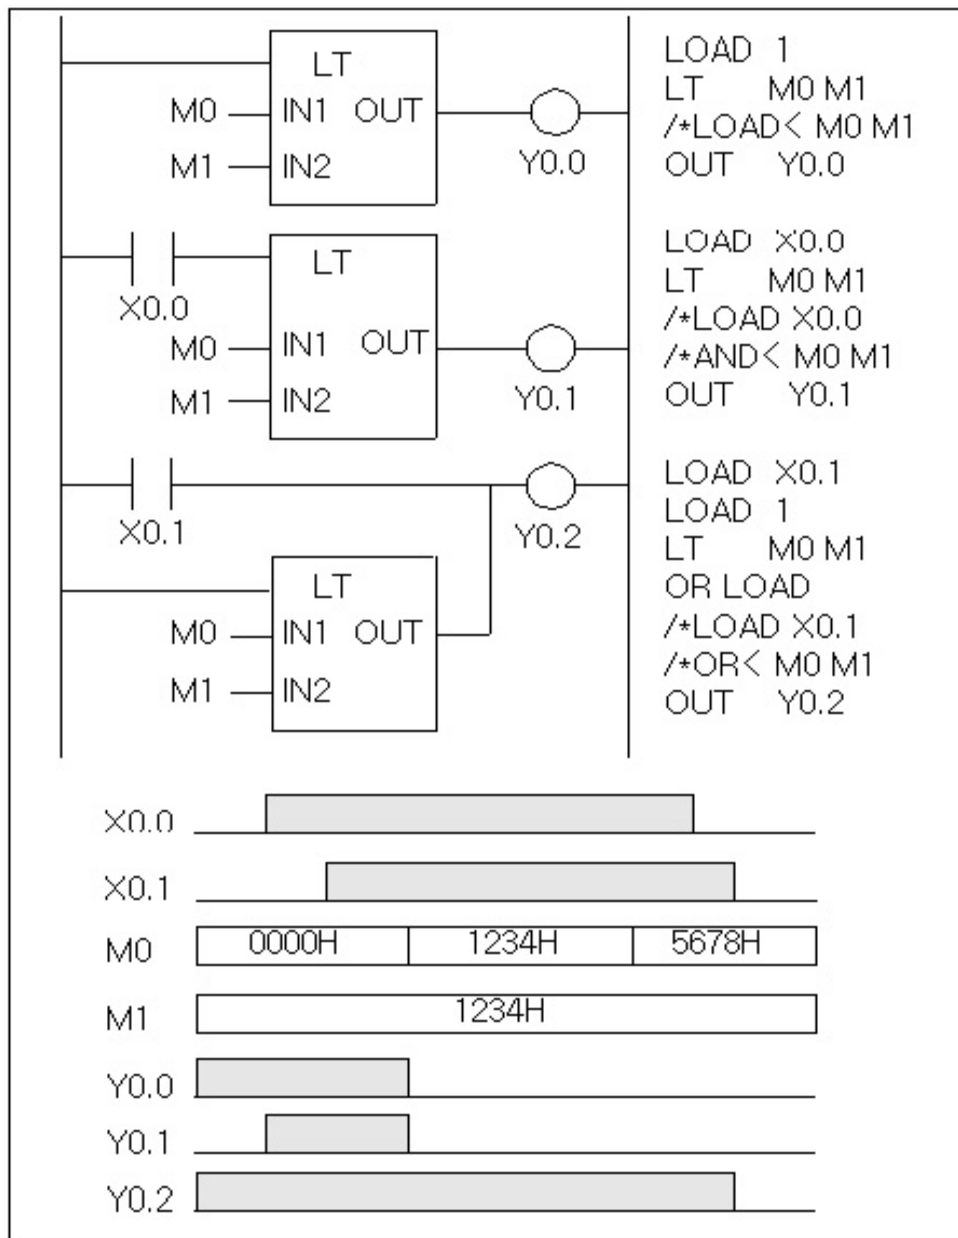 LT
M0 IN1 OUT
M1 IN2
Y0.0
LOAD 1
LT M0 M1
/*LOAD< M0 M1
OUT Y0.0
X0.0
LT
M0 IN1 OUT
M1 IN2
Y0.1
LOAD X0.0
LT M0 M1
/*LOAD X0.0
/*AND< M0 M1
OUT Y0.1
X0.1
Y0.2
LT
M0 IN1 OUT
M1 IN2
LOAD X0.1
LOAD 1
LT M0 M1
OR LOAD
/*LOAD X0.1
/*OR< M0 M1
OUT Y0.2
X0.0
X0.1
M0 0000H 1234H 5678H
M1 1234H
Y0.0
Y0.1
Y0.2